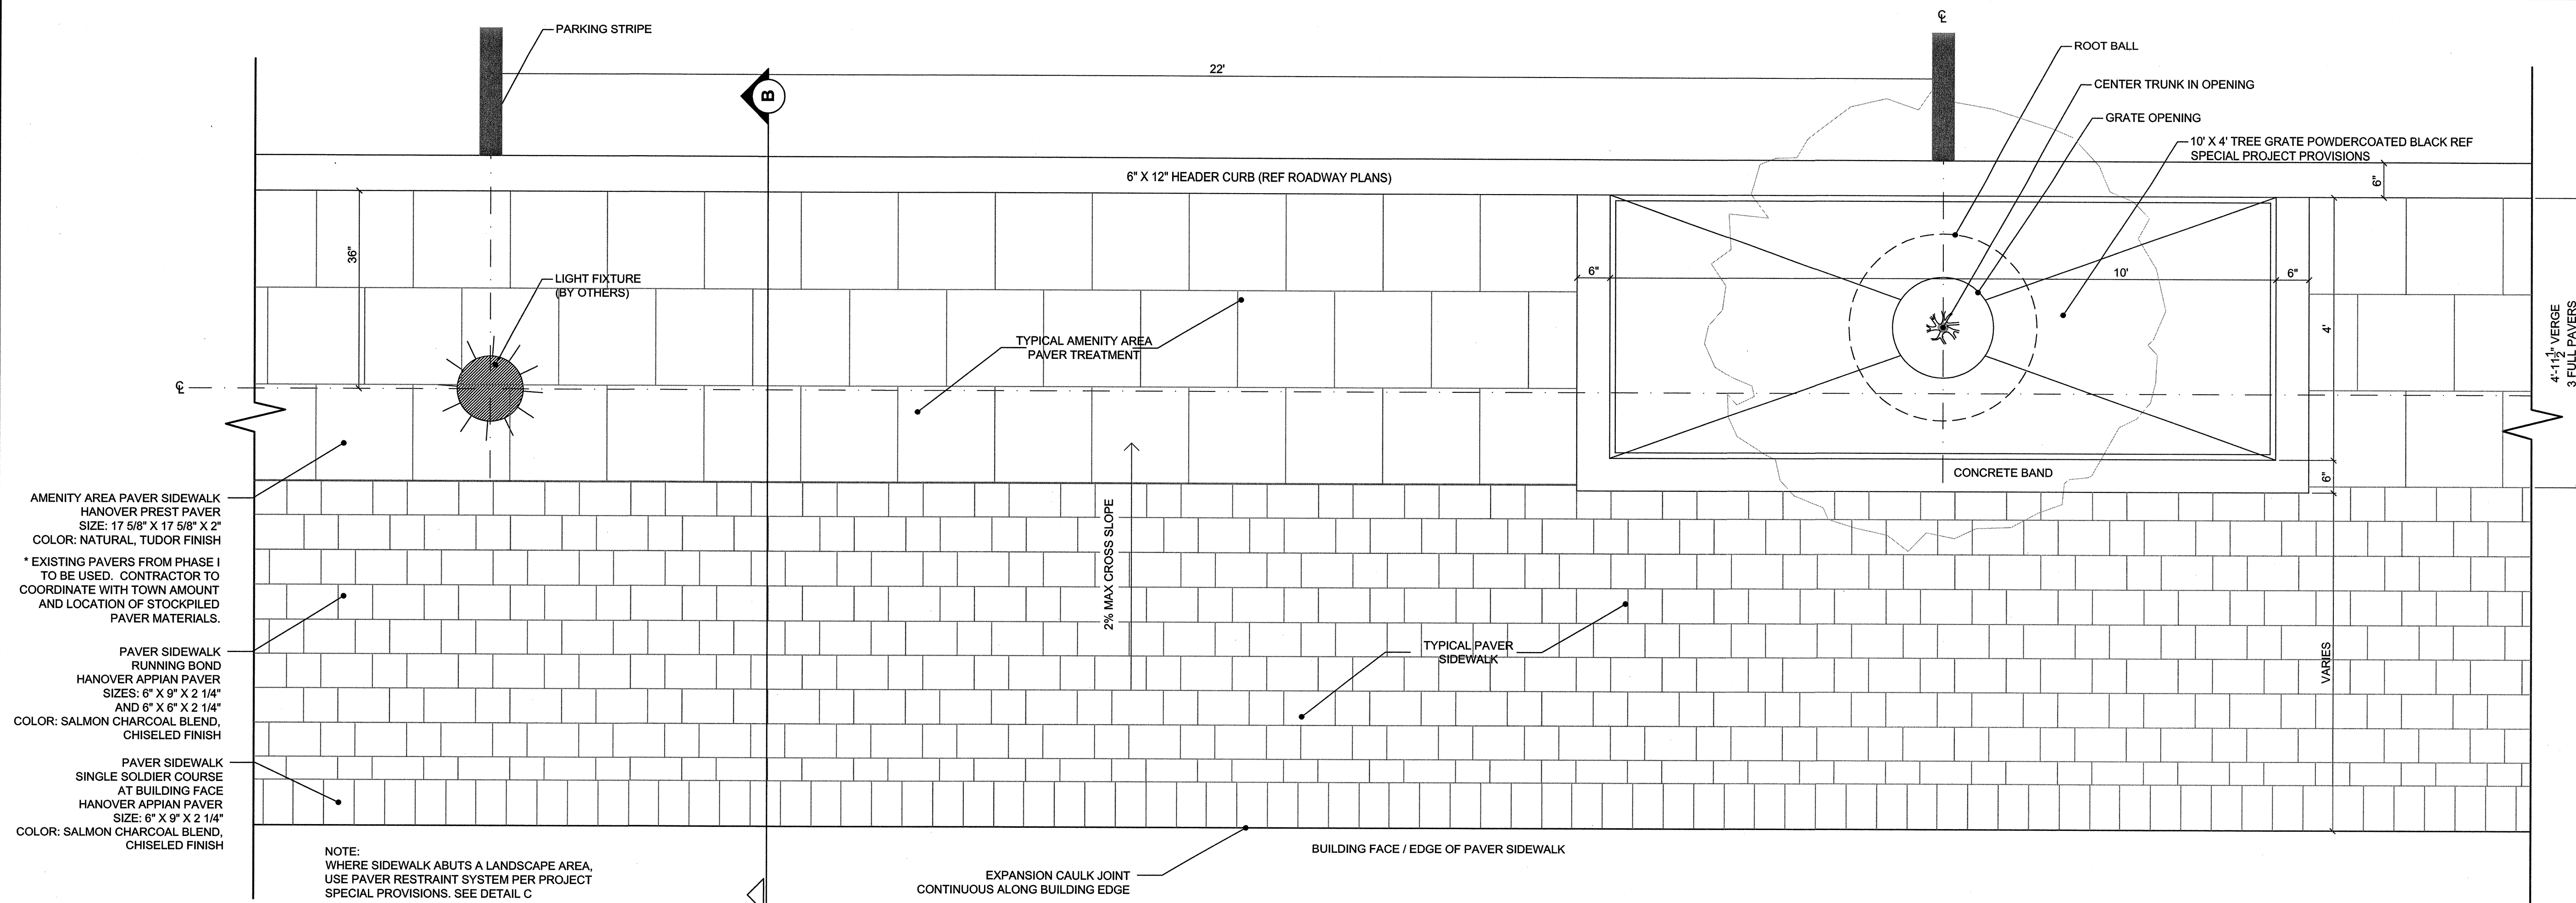 ℄
PARKING STRIPE
ROOT BALL
22'
CENTER TRUNK IN OPENING
B
GRATE OPENING
10' X 4' TREE GRATE POWDERCOATED BLACK REF
SPECIAL PROJECT PROVISIONS
6" X 12" HEADER CURB (REF ROADWAY PLANS)
6"
36"
LIGHT FIXTURE
(BY OTHERS)
6"
10'
6"
TYPICAL AMENITY AREA
PAVER TREATMENT
4'
4'-11 1/2" VERGE
3 FULL PAVERS
℄
CONCRETE BAND
6"
AMENITY AREA PAVER SIDEWALK
HANOVER PREST PAVER
SIZE: 17 5/8" X 17 5/8" X 2"
COLOR: NATURAL, TUDOR FINISH
* EXISTING PAVERS FROM PHASE I
TO BE USED. CONTRACTOR TO
COORDINATE WITH TOWN AMOUNT
AND LOCATION OF STOCKPILED
PAVER MATERIALS.
2% MAX CROSS SLOPE
TYPICAL PAVER
SIDEWALK
VARIES
PAVER SIDEWALK
RUNNING BOND
HANOVER APPIAN PAVER
SIZES: 6" X 9" X 2 1/4"
AND 6" X 6" X 2 1/4"
COLOR: SALMON CHARCOAL BLEND,
CHISELED FINISH
PAVER SIDEWALK
SINGLE SOLDIER COURSE
AT BUILDING FACE
HANOVER APPIAN PAVER
SIZE: 6" X 9" X 2 1/4"
COLOR: SALMON CHARCOAL BLEND,
CHISELED FINISH
NOTE:
WHERE SIDEWALK ABUTS A LANDSCAPE AREA,
USE PAVER RESTRAINT SYSTEM PER PROJECT
SPECIAL PROVISIONS. SEE DETAIL C
EXPANSION CAULK JOINT
CONTINUOUS ALONG BUILDING EDGE
BUILDING FACE / EDGE OF PAVER SIDEWALK